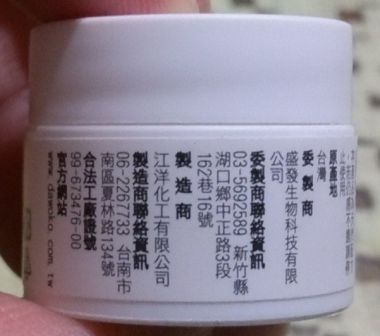 止使用。
原產地
台灣
委製商
盛發生物科技有限
公司
委製商聯絡資訊
03-5692589 新竹縣
湖口鄉中正路3段
162巷16號
製造商
江洋化工有限公司
製造商聯絡資訊
06-2267733 台南市
南區夏林路134號
合法工廠證號
99-673476-00
官方網站
www.dawoko.com.tw